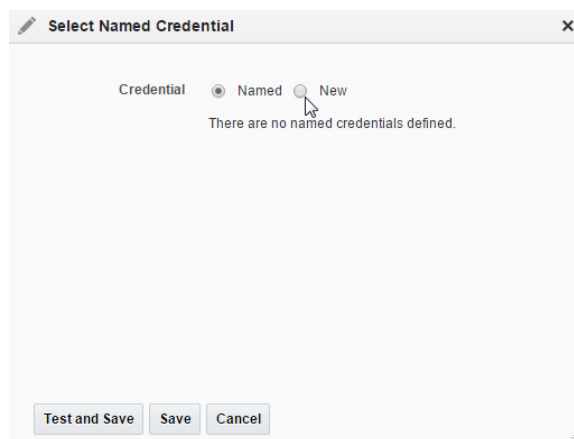 Select Named Credential
Credential Named New
There are no named credentials defined.
Test and Save Save Cancel